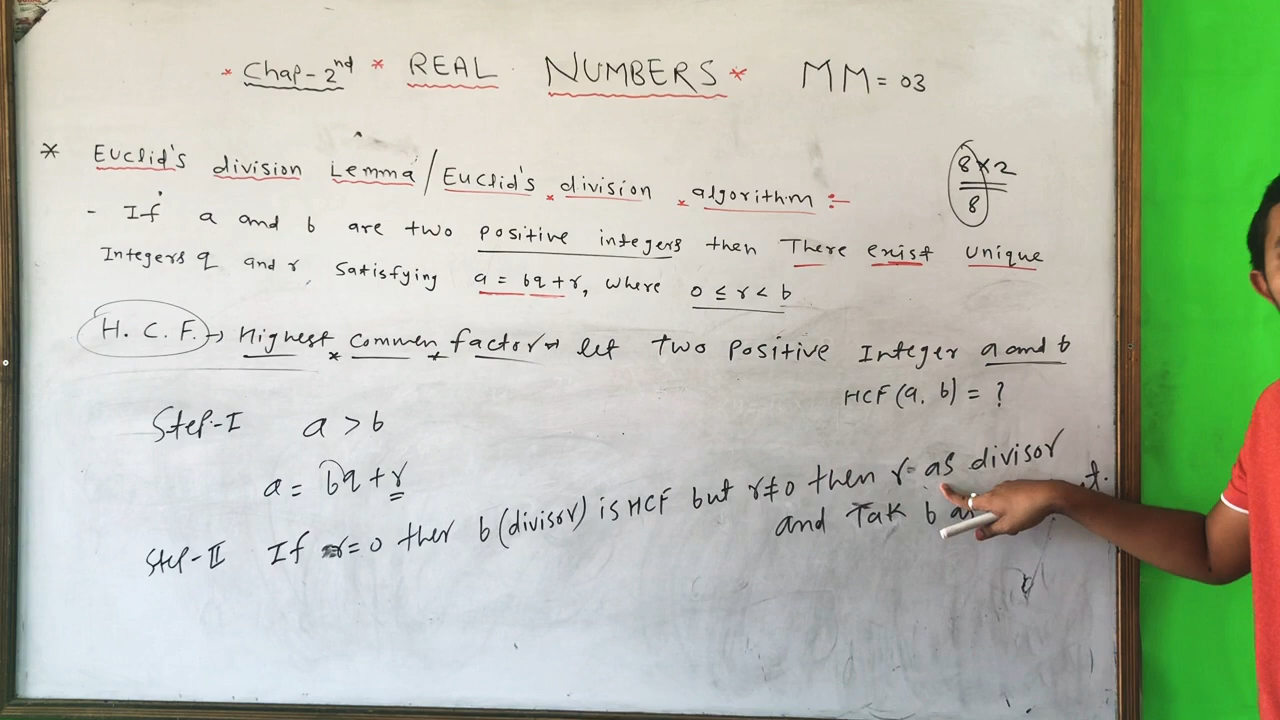 * Chap-2nd * REAL NUMBERS * MM = 03
* Euclid's division Lemma / Euclid's division algorithm :-
8 × 2
8
- If a and b are two positive integers then There exist unique
Integers q and r satisfying a = bq + r, where 0 ≤ r < b
H. C. F. → Highest common factor → let two positive Integer a and b
HCF (a, b) = ?
Step-I a > b
a = bq + r
Step-II If r = 0 then b (divisor) is HCF but r ≠ 0 then r as divisor
and Tak b